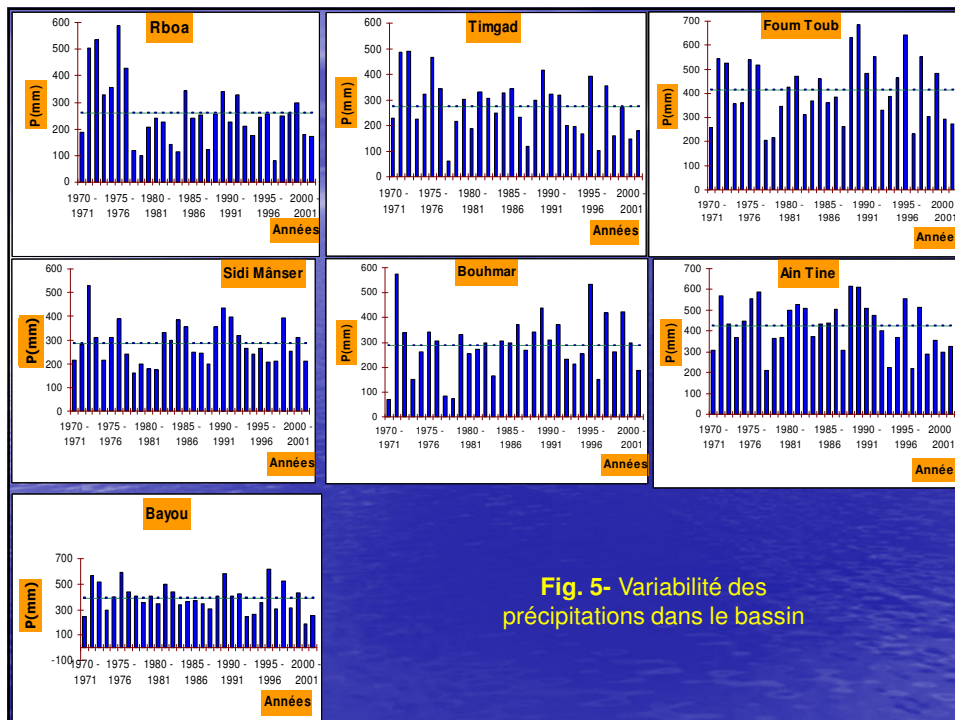 Rboa
P(mm)
600
500
400
300
200
100
0
1970 - 1975 - 1980 - 1985 - 1990 - 1995 - 2000 -
1971 1976 1981 1986 1991 1996 2001
Années
Timgad
P(mm)
600
500
400
300
200
100
0
1970 - 1975 - 1980 - 1985 - 1990 - 1995 - 2000 -
1971 1976 1981 1986 1991 1996 2001
Années
Foum Toub
P(mm)
700
600
500
400
300
200
100
0
1970 - 1975 - 1980 - 1985 - 1990 - 1995 - 2000 -
1971 1976 1981 1986 1991 1996 2001
Année
Sidi Mânser
P(mm)
600
500
400
300
200
100
0
1970 - 1975 - 1980 - 1985 - 1990 - 1995 - 2000 -
1971 1976 1981 1986 1991 1996 2001
Années
Bouhmar
P(mm)
600
500
400
300
200
100
0
1970 - 1975 - 1980 - 1985 - 1990 - 1995 - 2000 -
1971 1976 1981 1986 1991 1996 2001
Années
Ain Tine
P(mm)
700
600
500
400
300
200
100
0
1970 - 1975 - 1980 - 1985 - 1990 - 1995 - 2000 -
1971 1976 1981 1986 1991 1996 2001
Année
Bayou
P(mm)
700
500
300
100
-100
1970 - 1975 - 1980 - 1985 - 1990 - 1995 - 2000 -
1971 1976 1981 1986 1991 1996 2001
Années
Fig. 5- Variabilité des
précipitations dans le bassin